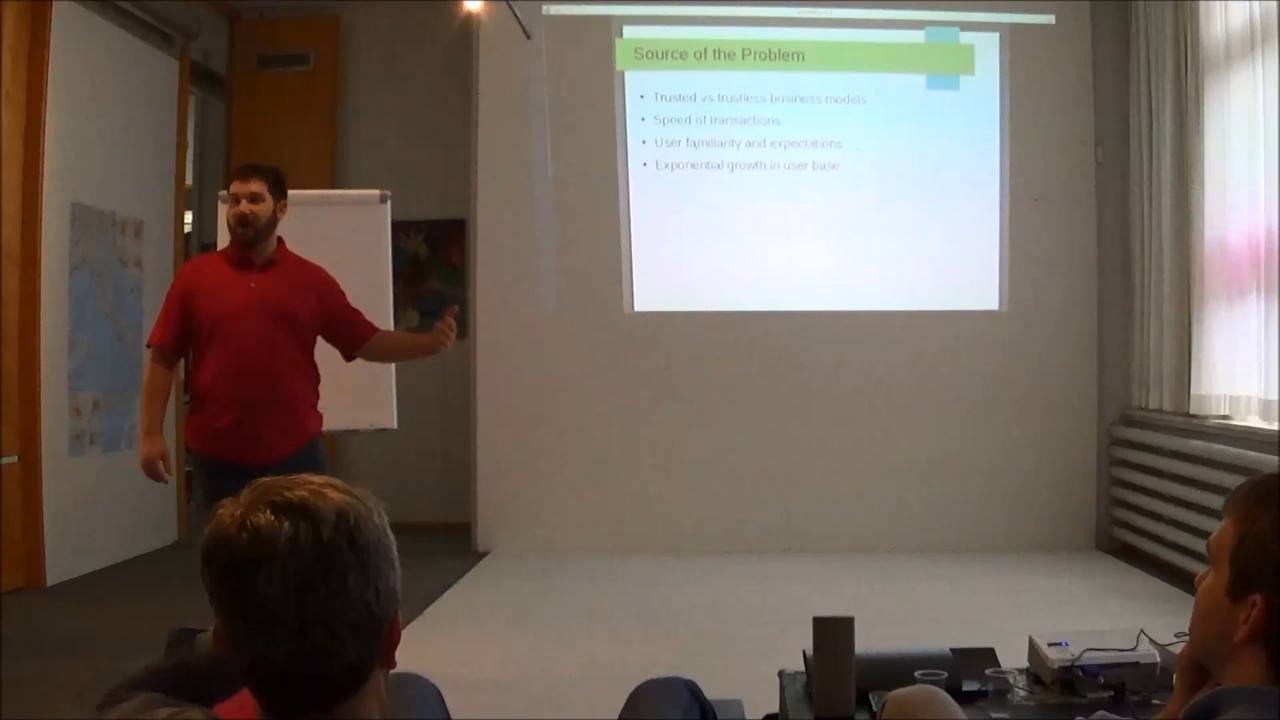 Source of the Problem
• Trusted vs trustless business models
• Speed of transactions
• User familiarity and expectations
• Exponential growth in user base